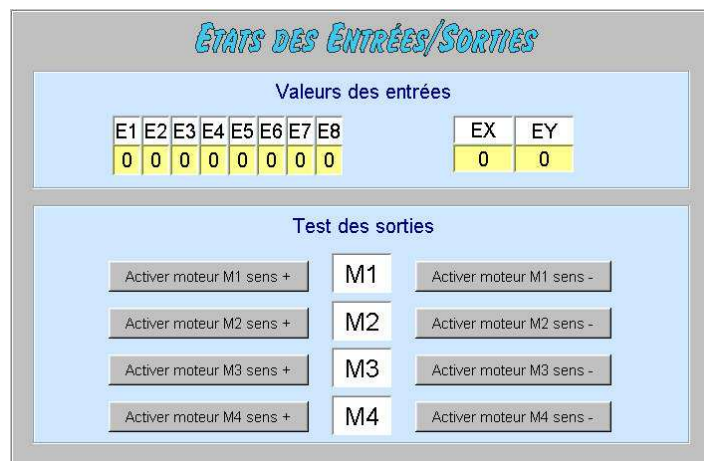 ETATS DES ENTRÉES/SORTIES
Valeurs des entrées
E1 E2 E3 E4 E5 E6 E7 E8 EX EY
0 0 0 0 0 0 0 0 0 0
Test des sorties
Activer moteur M1 sens + M1 Activer moteur M1 sens -
Activer moteur M2 sens + M2 Activer moteur M2 sens -
Activer moteur M3 sens + M3 Activer moteur M3 sens -
Activer moteur M4 sens + M4 Activer moteur M4 sens -